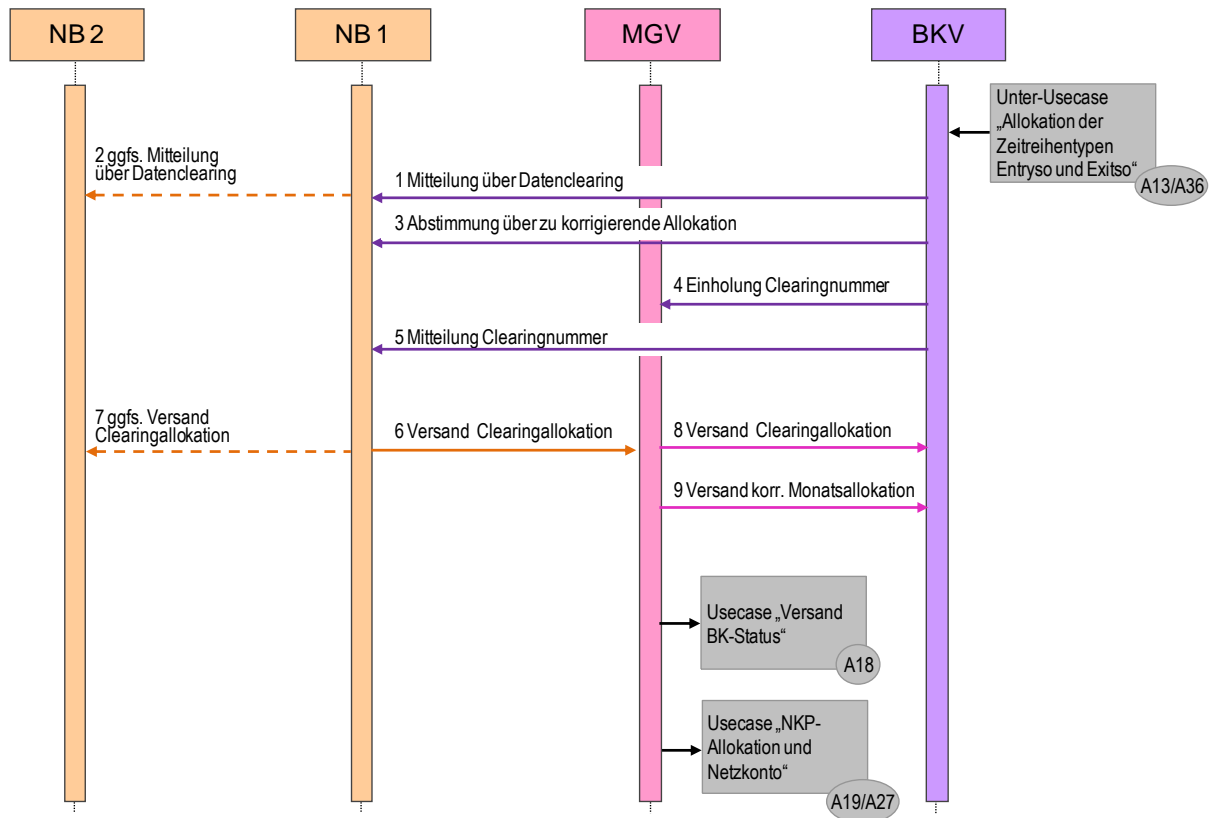 NB 2
NB 1
MGV
BKV
Unter-Usecase
„Allokation der
Zeitreihentypen
Entryso und Exitso“
A13/A36
2 ggfs. Mitteilung
über Datenclearing
1 Mitteilung über Datenclearing
3 Abstimmung über zu korrigierende Allokation
4 Einholung Clearingnummer
5 Mitteilung Clearingnummer
7 ggfs. Versand
Clearingallokation
6 Versand Clearingallokation
8 Versand Clearingallokation
9 Versand korr. Monatsallokation
Usecase „Versand
BK-Status“
A18
Usecase „NKP-
Allokation und
Netzkonto“
A19/A27